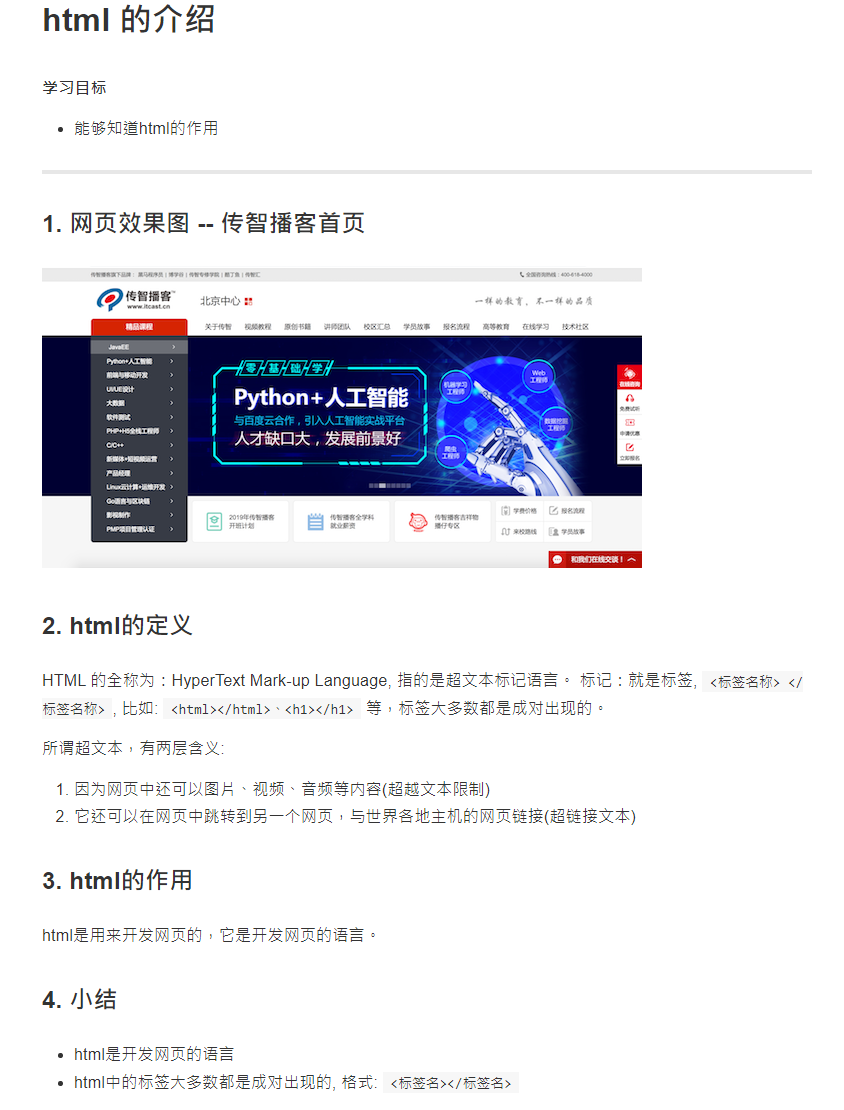 html 的介绍
学习目标
• 能够知道html的作用
1. 网页效果图 -- 传智播客首页
传智播客旗下品牌： 黑马程序员 | 博学谷 | 传智专修学院 | 酷丁鱼 | 传智汇
全国咨询热线：400-618-4000
传智播客™
www.itcast.cn
北京中心
一样的教育，不一样的品质
精品课程
关于传智 视频教程 原创书籍 讲师团队 校区汇总 学员故事 报名流程 高等教育 在线学习 技术社区
JavaEE >
Python+人工智能 >
前端与移动开发 >
UI/UE设计 >
大数据 >
软件测试 >
PHP+H5全栈工程师 >
C/C++ >
新媒体+短视频运营 >
产品经理 >
Linux云计算+运维开发 >
Go语言与区块链 >
影视制作 >
PMP项目管理认证 >
零基础学
Python+人工智能
与百度云合作，引入人工智能实战平台
人才缺口大，发展前景好
机器学习
工程师
Web
工程师
数据挖掘
工程师
爬虫
工程师
在线咨询
免费试听
申请优惠
立即报名
2019年传智播客
开班计划
传智播客全学科
就业薪资
传智播客吉祥物
播仔专区
学费价格
报名流程
来校路线
学员故事
和我们在线交谈！
2. html的定义
HTML 的全称为：HyperText Mark-up Language, 指的是超文本标记语言。 标记：就是标签, <标签名称> </
标签名称> , 比如: <html></html>、<h1></h1> 等，标签大多数都是成对出现的。
所谓超文本，有两层含义:
1. 因为网页中还可以图片、视频、音频等内容(超越文本限制)
2. 它还可以在网页中跳转到另一个网页，与世界各地主机的网页链接(超链接文本)
3. html的作用
html是用来开发网页的，它是开发网页的语言。
4. 小结
• html是开发网页的语言
• html中的标签大多数都是成对出现的, 格式: <标签名></标签名>